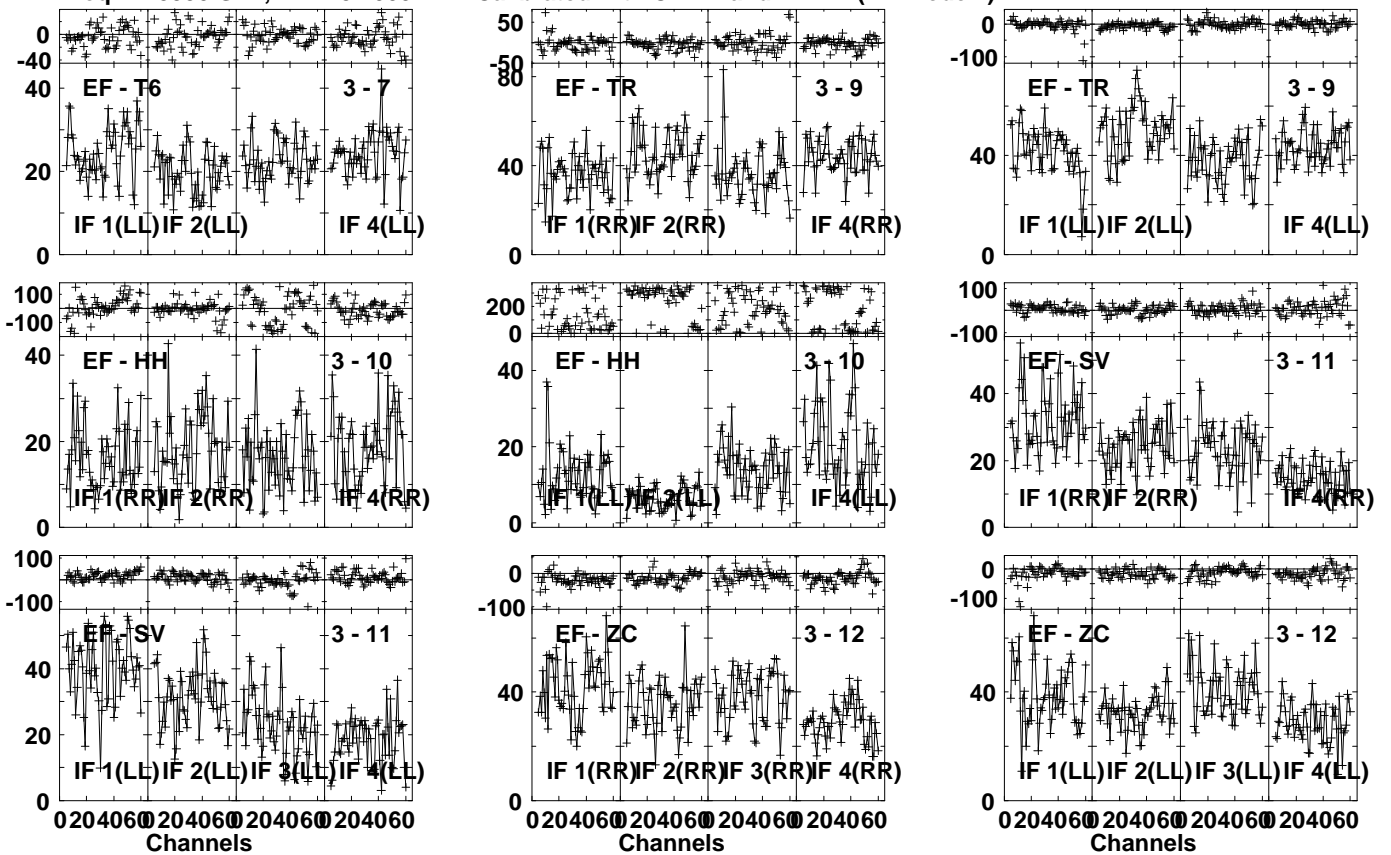 50
0
-50
0
-100
0
-40
EF - T6 3 - 7
40
20
0
IF 1(LL) IF 2(LL) IF 4(LL)
EF - TR 3 - 9
80
40
0
IF 1(RR) IF 2(RR) IF 4(RR)
EF - TR 3 - 9
40
0
IF 1(LL) IF 2(LL) IF 4(LL)
100
-100
EF - HH 3 - 10
40
20
0
IF 1(RR) IF 2(RR) IF 4(RR)
200
0
EF - HH 3 - 10
40
20
0
IF 1(LL) IF 2(LL) IF 4(LL)
100
-100
EF - SV 3 - 11
40
20
0
IF 1(RR) IF 2(RR) IF 4(RR)
100
-100
EF - SV 3 - 11
40
20
0
IF 1(LL) IF 2(LL) IF 3(LL) IF 4(LL)
0
-100
EF - ZC 3 - 12
40
0
IF 1(RR) IF 2(RR) IF 3(RR) IF 4(RR)
0
-100
EF - ZC 3 - 12
40
0
IF 1(LL) IF 2(LL) IF 3(LL) IF 4(LL)
0 20 40 60 0 20 40 60 0 20 40 60 0 20 40 60
Channels
0 20 40 60 0 20 40 60 0 20 40 60 0 20 40 60
Channels
0 20 40 60 0 20 40 60 0 20 40 60 0 20 40 60
Channels